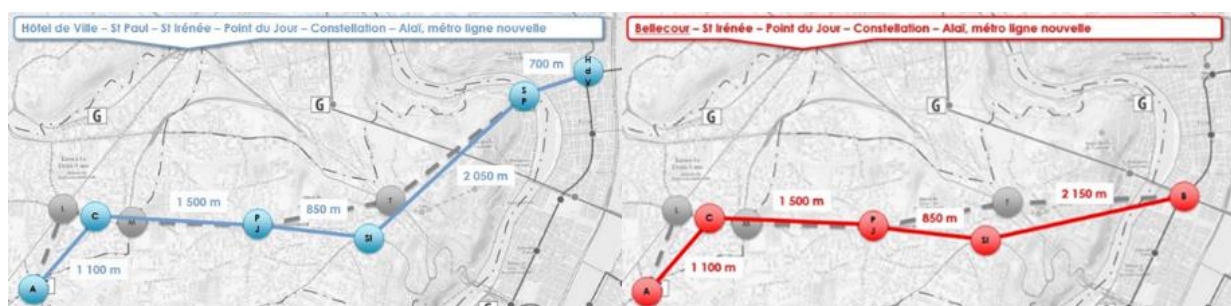 Hôtel de Ville – St Paul – St Irénée – Point du Jour – Constellation – Alaï, métro ligne nouvelle
700 m
H
d
V
S
P
G
G
2 050 m
L
C
M
1 500 m
P
J
850 m
T
SI
1 100 m
A
G
Bellecour – St Irénée – Point du Jour – Constellation – Alaï, métro ligne nouvelle
G
G
G
L
C
M
1 500 m
P
J
850 m
T
2 150 m
B
SI
1 100 m
A
G